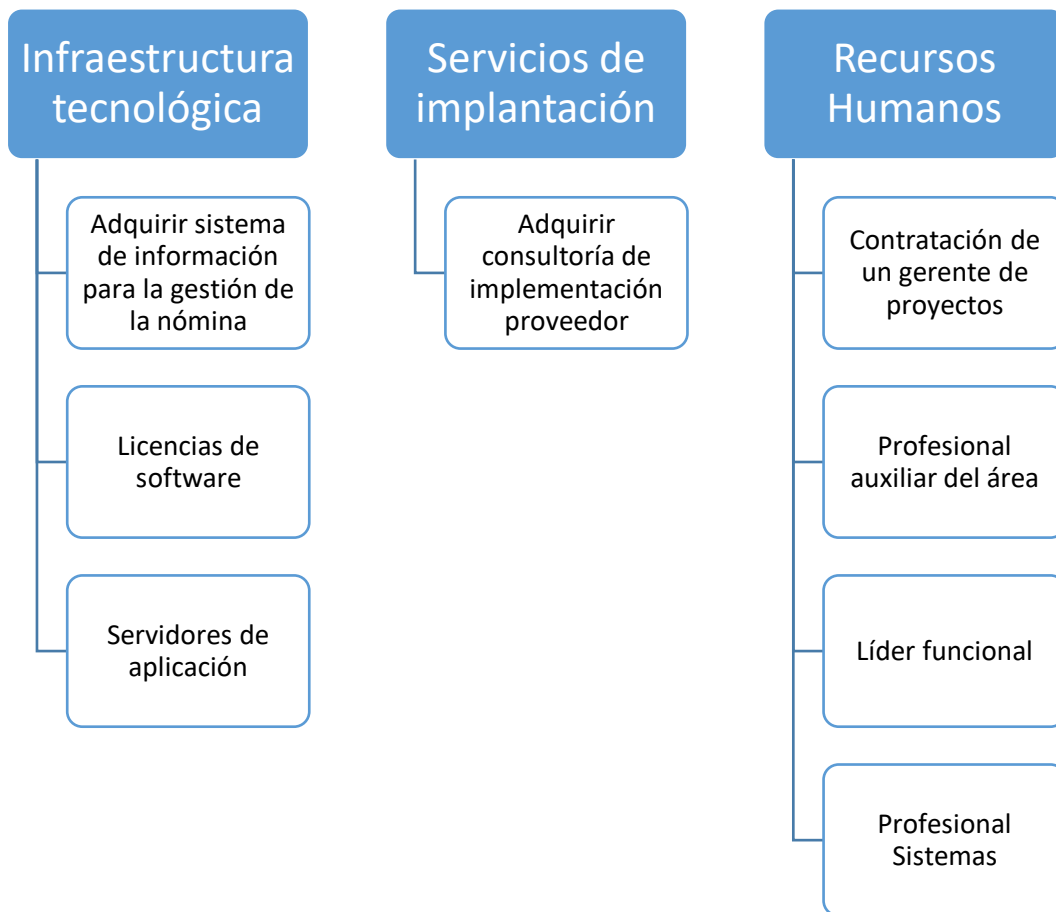 Infraestructura
tecnológica
Adquirir sistema
de información
para la gestión de
la nómina
Licencias de
software
Servidores de
aplicación
Servicios de
implantación
Adquirir
consultoría de
implementación
proveedor
Recursos
Humanos
Contratación de
un gerente de
proyectos
Profesional
auxiliar del área
Líder funcional
Profesional
Sistemas